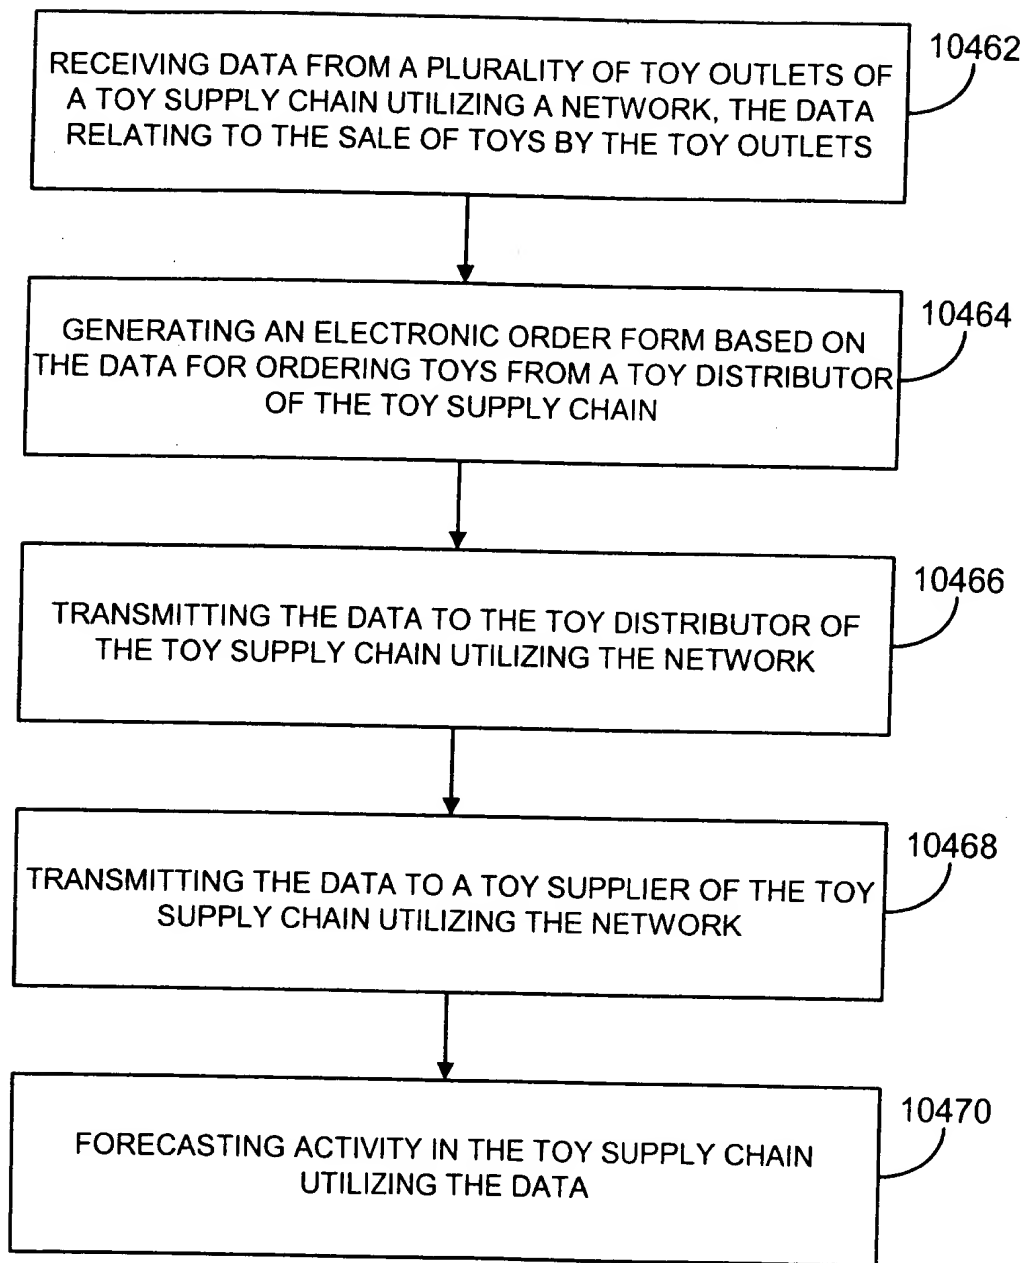 10462
RECEIVING DATA FROM A PLURALITY OF TOY OUTLETS OF
A TOY SUPPLY CHAIN UTILIZING A NETWORK, THE DATA
RELATING TO THE SALE OF TOYS BY THE TOY OUTLETS
10464
GENERATING AN ELECTRONIC ORDER FORM BASED ON
THE DATA FOR ORDERING TOYS FROM A TOY DISTRIBUTOR
OF THE TOY SUPPLY CHAIN
10466
TRANSMITTING THE DATA TO THE TOY DISTRIBUTOR OF
THE TOY SUPPLY CHAIN UTILIZING THE NETWORK
10468
TRANSMITTING THE DATA TO A TOY SUPPLIER OF THE TOY
SUPPLY CHAIN UTILIZING THE NETWORK
10470
FORECASTING ACTIVITY IN THE TOY SUPPLY CHAIN
UTILIZING THE DATA